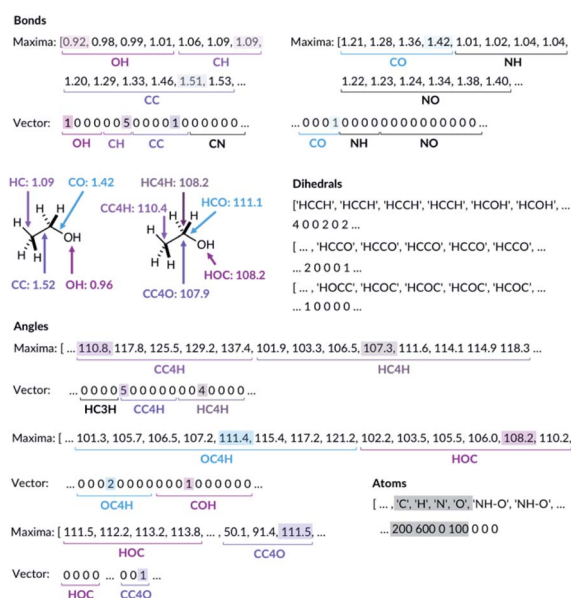 Bonds
Maxima: [0.92, 0.98, 0.99, 1.01, 1.06, 1.09, 1.09,
OH CH
1.20, 1.29, 1.33, 1.46, 1.51, 1.53, ...
CC
Vector: 1 0 0 0 0 0 5 0 0 0 0 1 0 0 0 0 0 0 0 ...
OH CH CC CN
Maxima: [1.21, 1.28, 1.36, 1.42, 1.01, 1.02, 1.04, 1.04,
CO NH
1.22, 1.23, 1.24, 1.34, 1.38, 1.40, ...
NO
... 0 0 0 1 0 0 0 0 0 0 0 0 0 0 0 0 0 0 ...
CO NH NO
HC: 1.09 CO: 1.42
H H
H
H H
OH
CC: 1.52 OH: 0.96
HC4H: 108.2
CC4H: 110.4
HCO: 111.1
H H
H
H H
OH
HOC: 108.2
CC4O: 107.9
Dihedrals
['HCCH', 'HCCH', 'HCCH', 'HCCH', 'HCOH', 'HCOH', ...
4 0 0 2 0 2 ...
[ ... , 'HCCO', 'HCCO', 'HCCO', 'HCCO', 'HCCO', ...
... 2 0 0 0 1 ...
[ ... , 'HOCC', 'HCOC', 'HCOC', 'HCOC', 'HCOC', ...
... 1 0 0 0 0 ...
Angles
Maxima: [ ... 110.8, 117.8, 125.5, 129.2, 137.4, 101.9, 103.3, 106.5, 107.3, 111.6, 114.1 114.9 118.3 ...
CC4H HC4H
Vector: ... 0 0 0 0 5 0 0 0 0 0 0 0 4 0 0 0 0 ...
HC3H CC4H HC4H
Maxima: [ ... 101.3, 105.7, 106.5, 107.2, 111.4, 115.4, 117.2, 121.2, 102.2, 103.5, 105.5, 106.0, 108.2, 110.2,
OC4H HOC
Vector: ... 0 0 0 2 0 0 0 0 0 0 0 1 0 0 0 0 0 ...
OC4H COH
Maxima: [ 111.5, 112.2, 113.2, 113.8, ... , 50.1, 91.4, 111.5, ...
HOC CC4O
Vector: 0 0 0 0 ... 0 0 1 ...
HOC CC4O
Atoms
[ ... , 'C', 'H', 'N', 'O', 'NH-O', 'NH-O', ...
... 200 600 0 100 0 0 0